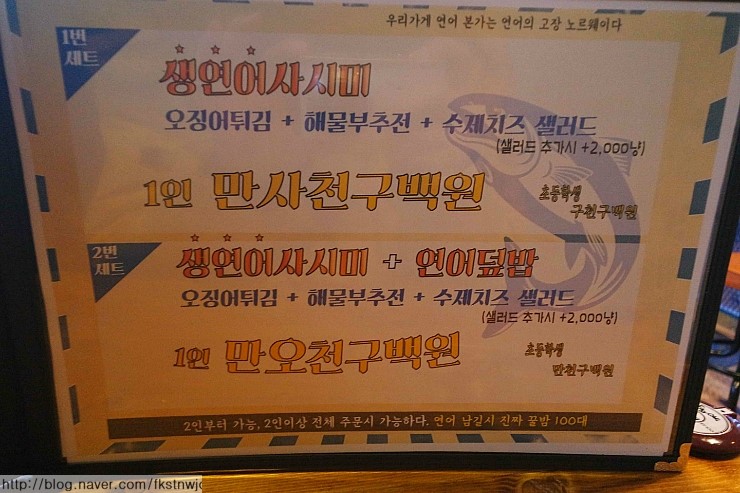 우리가게 연어 본가는 연어의 고장 노르웨이다
1번
세트
생연어사시미
오징어튀김 + 해물부추전 + 수제치즈 샐러드
(샐러드 추가시 +2,000냥)
1인 만사천구백원
초등학생
구천구백원
2번
세트
생연어사시미 + 연어덮밥
오징어튀김 + 해물부추전 + 수제치즈 샐러드
(샐러드 추가시 +2,000냥)
1인 만오천구백원
초등학생
만천구백원
2인부터 가능, 2인이상 전체 주문시 가능하다. 연어 남길시 진짜 꿀밤 100대
http://blog.naver.com/fkstnwjd